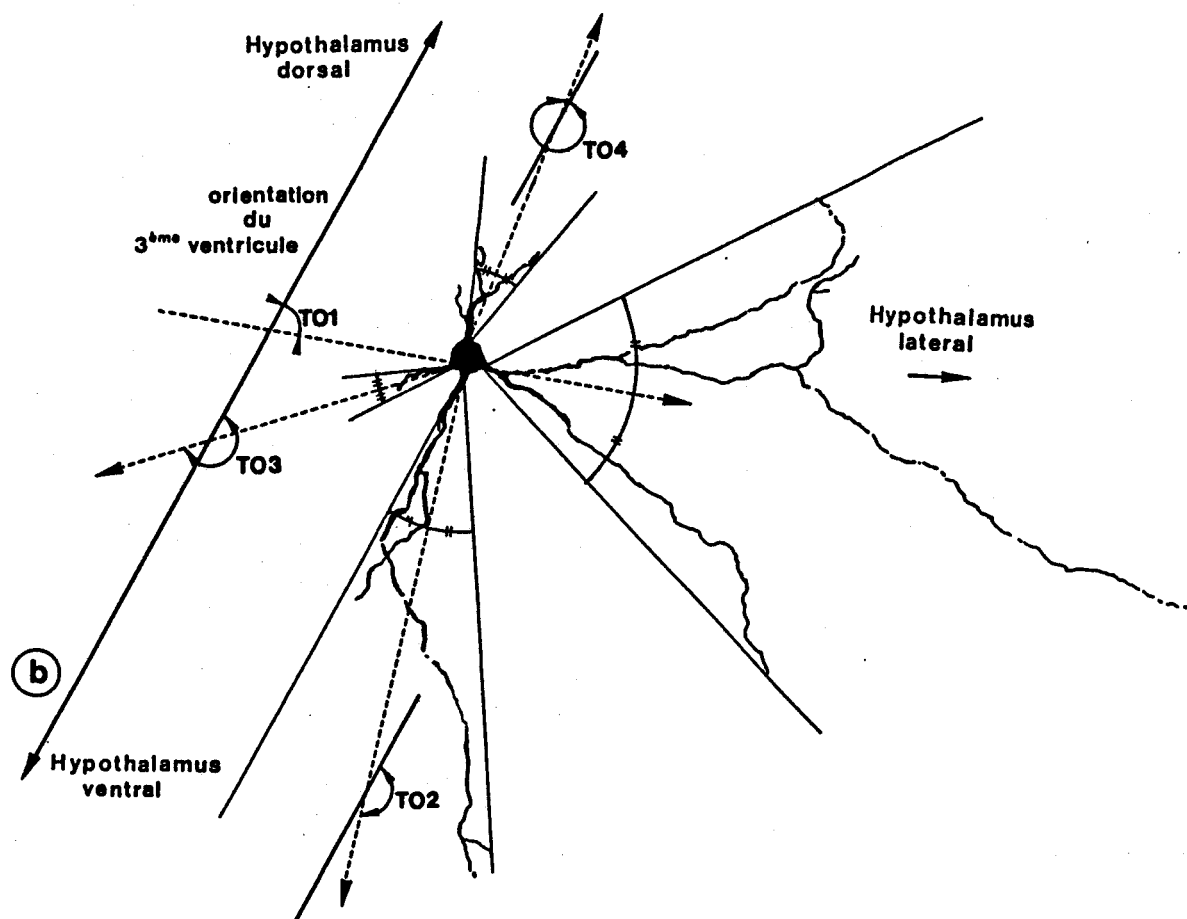 Hypothalamus
dorsal
TO4
orientation
du
3ème ventricule
TO1
Hypothalamus
lateral
TO3
b
Hypothalamus
ventral
TO2